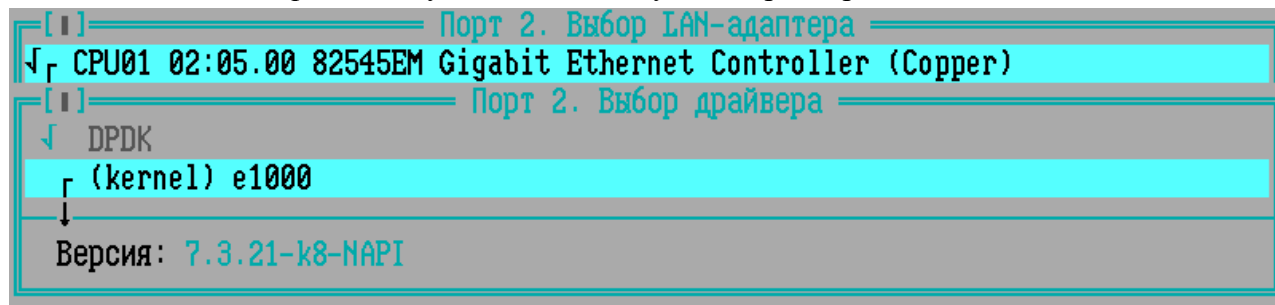 [▮] Порт 2. Выбор LAN-адаптера
√┌ CPU01 02:05.00 82545EM Gigabit Ethernet Controller (Copper)
[▮] Порт 2. Выбор драйвера
√ DPDK
┌ (kernel) e1000
↓
Версия: 7.3.21-k8-NAPI